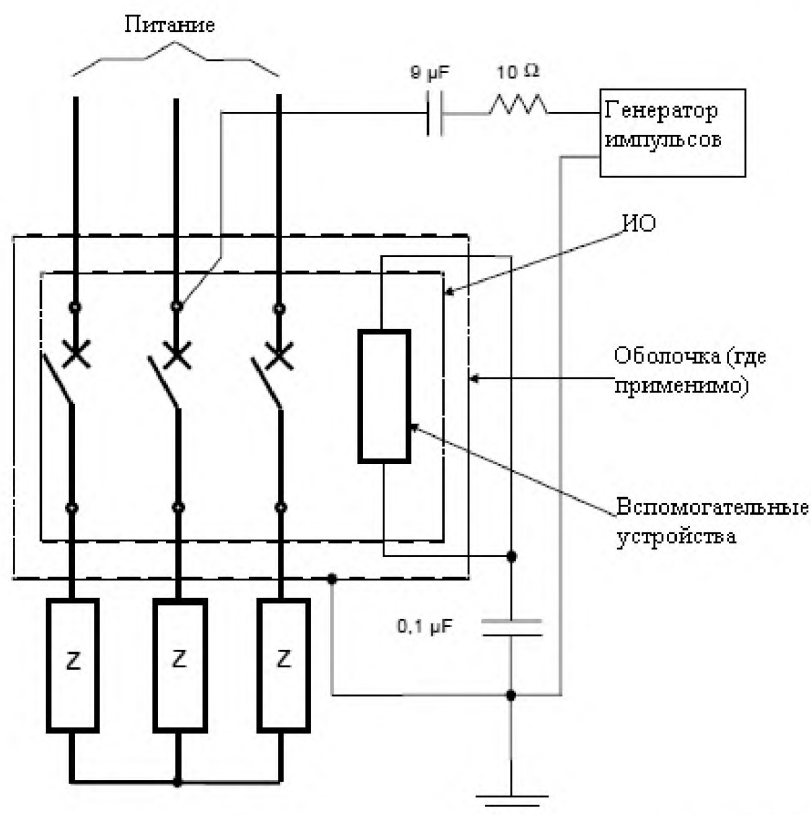 Питание
9 μF
10 Ω
Генератор
импульсов
ИО
Оболочка (где
применимо)
Вспомогательные
устройства
0,1 μF
Z
Z
Z